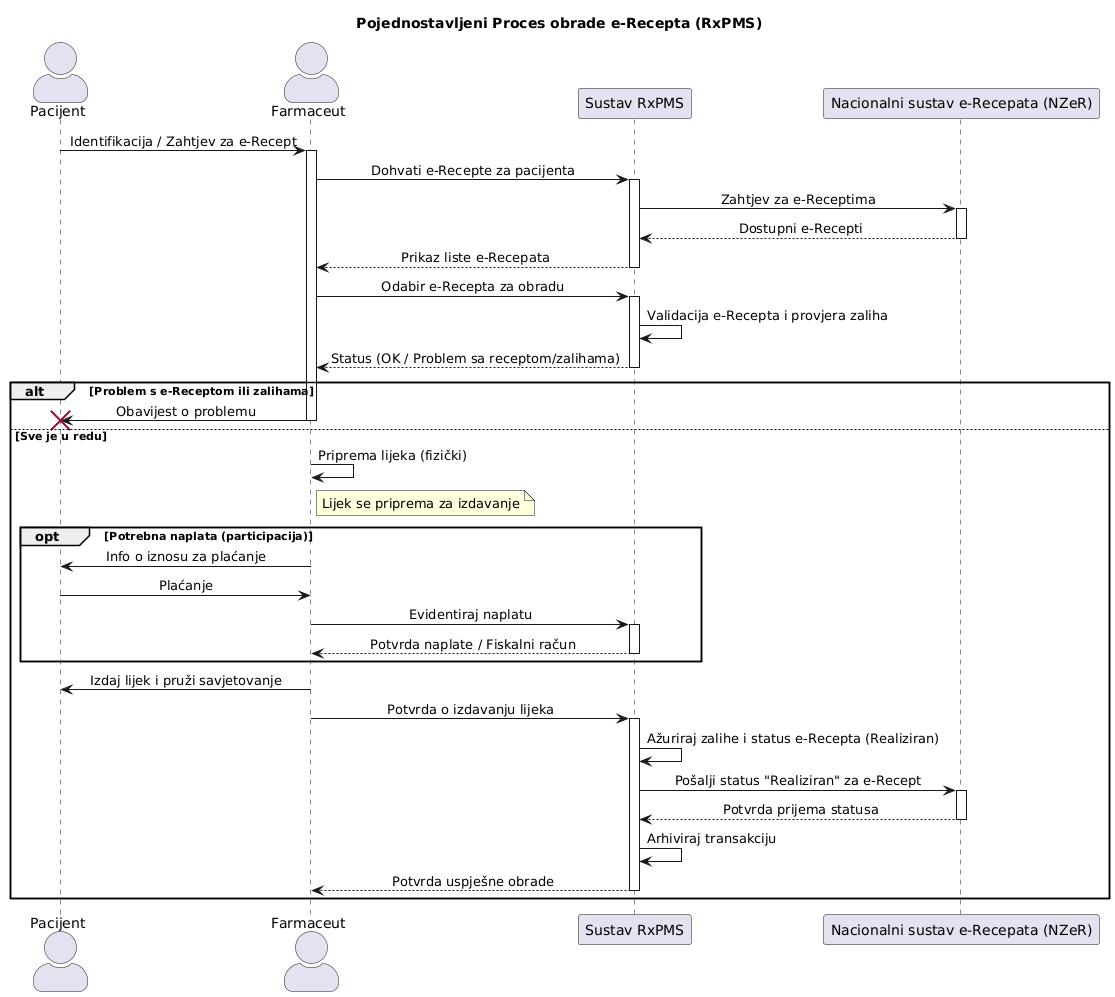 Pojednostavljeni Proces obrade e-Recepta (RxPMS)
Pacijent
Farmaceut
Sustav RxPMS
Nacionalni sustav e-Recepata (NZeR)
Identifikacija / Zahtjev za e-Recept
Dohvati e-Recepte za pacijenta
Zahtjev za e-Receptima
Dostupni e-Recepti
Prikaz liste e-Recepata
Odabir e-Recepta za obradu
Validacija e-Recepta i provjera zaliha
Status (OK / Problem sa receptom/zalihama)
alt [Problem s e-Receptom ili zalihama]
Obavijest o problemu
[Sve je u redu]
Priprema lijeka (fizički)
Lijek se priprema za izdavanje
opt [Potrebna naplata (participacija)]
Info o iznosu za plaćanje
Plaćanje
Evidentiraj naplatu
Potvrda naplate / Fiskalni račun
Izdaj lijek i pruži savjetovanje
Potvrda o izdavanju lijeka
Ažuriraj zalihe i status e-Recepta (Realiziran)
Pošalji status "Realiziran" za e-Recept
Potvrda prijema statusa
Arhiviraj transakciju
Potvrda uspješne obrade
Pacijent
Farmaceut
Sustav RxPMS
Nacionalni sustav e-Recepata (NZeR)